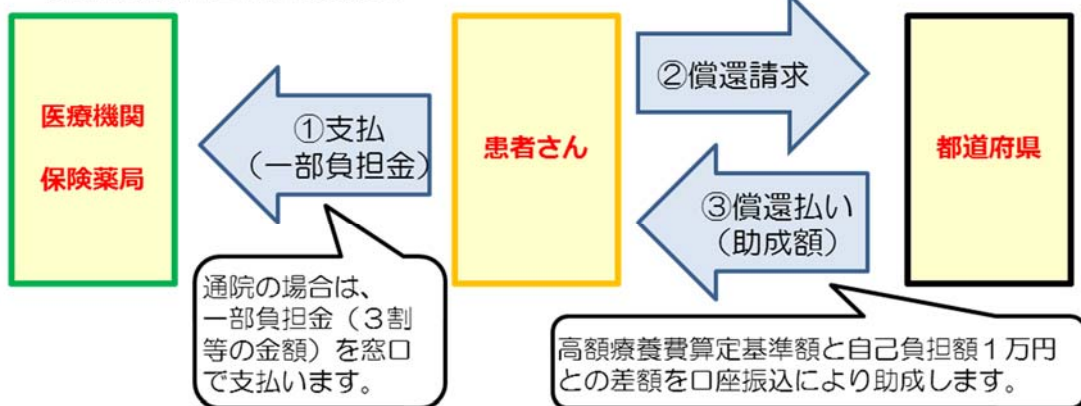 医療機関
保険薬局
①支払
（一部負担金）
患者さん
②償還請求
③償還払い
（助成額）
都道府県
通院の場合は、
一部負担金（３割
等の金額）を窓口
で支払います。
高額療養費算定基準額と自己負担額１万円
との差額を口座振込により助成します。